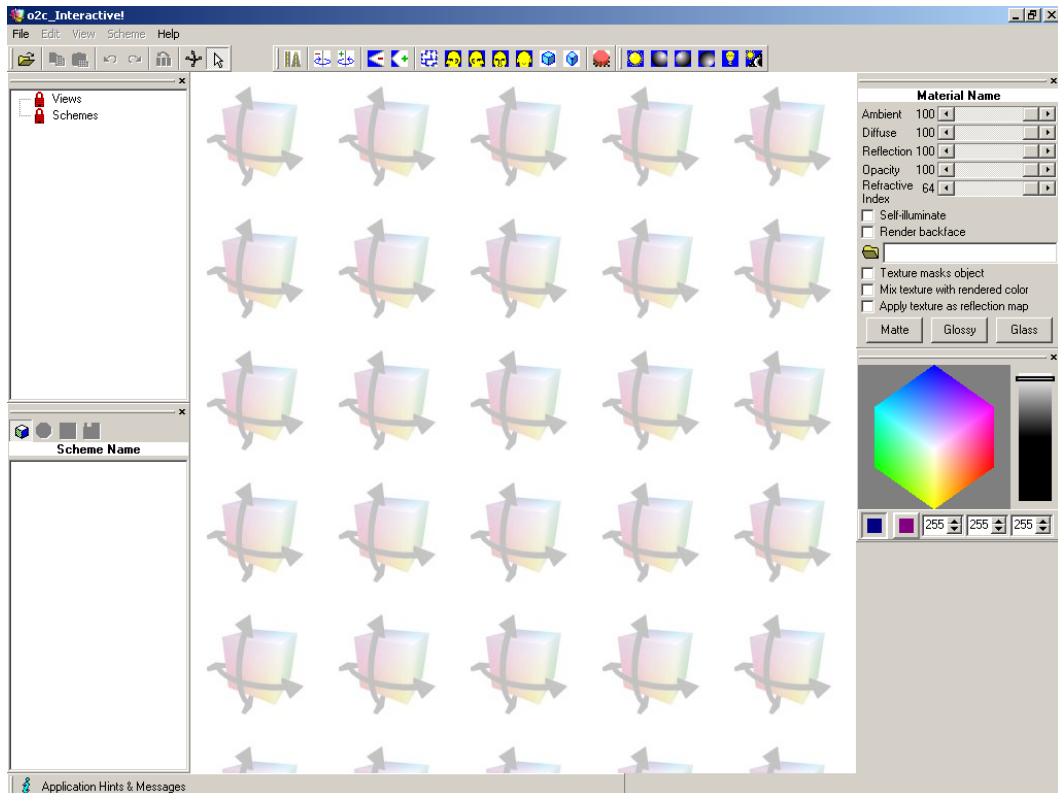 o2c_Interactive!
File Edit View Scheme Help
Views
Schemes
Scheme Name
Material Name
Ambient 100
Diffuse 100
Reflection 100
Opacity 100
Refractive Index 64
Self-illuminate
Render backface
Texture masks object
Mix texture with rendered color
Apply texture as reflection map
Matte Glossy Glass
255 255 255
Application Hints & Messages